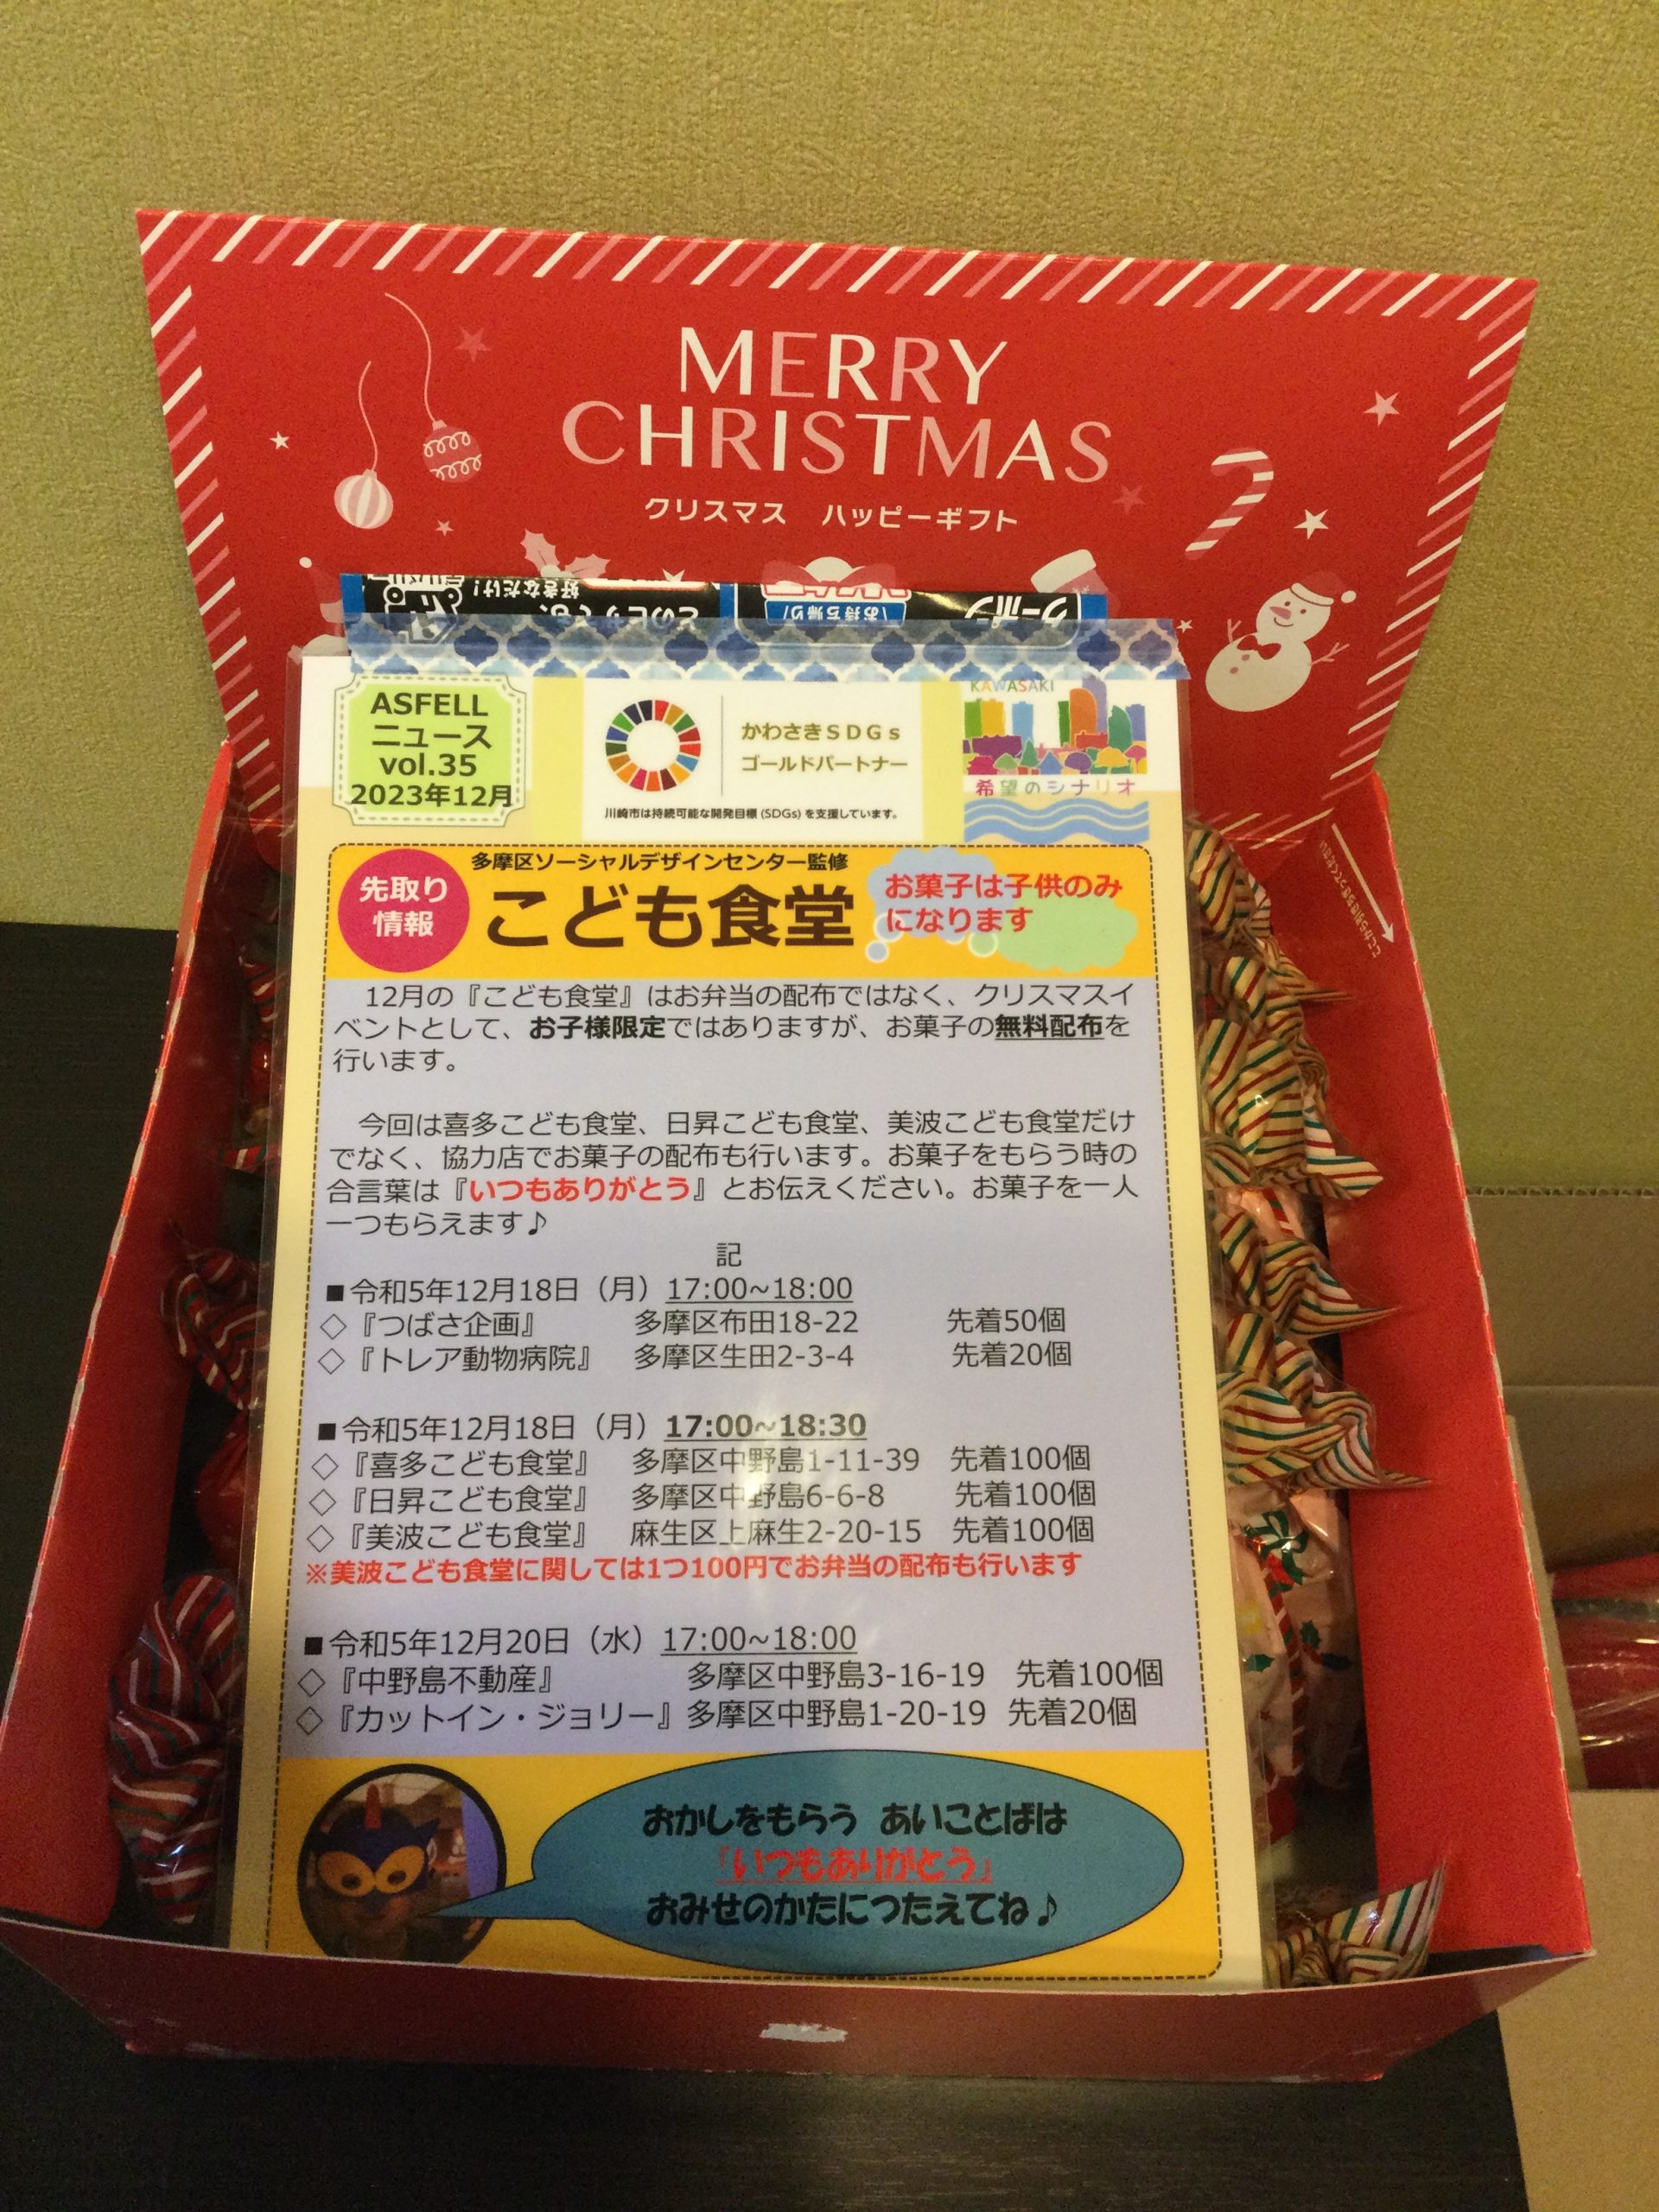 MERRY
CHRISTMAS
クリスマス ハッピーギフト
どのピザでも、
好きなだけ!
お持ち帰り
クーポン
ASFELL
ニュース
vol.35
2023年12月
かわさきSDGs
ゴールドパートナー
川崎市は持続可能な開発目標(SDGs)を支援しています。
KAWASAKI
希望のシナリオ
先取り
情報
多摩区ソーシャルデザインセンター監修
こども食堂
お菓子は子供のみ
になります
12月の『こども食堂』はお弁当の配布ではなく、クリスマスイ
ベントとして、お子様限定ではありますが、お菓子の無料配布を
行います。
今回は喜多こども食堂、日昇こども食堂、美波こども食堂だけ
でなく、協力店でお菓子の配布も行います。お菓子をもらう時の
合言葉は『いつもありがとう』とお伝えください。お菓子を一人
一つもらえます♪
記
■令和5年12月18日（月）17:00~18:00
◇『つばさ企画』 多摩区布田18-22 先着50個
◇『トレア動物病院』 多摩区生田2-3-4 先着20個
■令和5年12月18日（月）17:00~18:30
◇『喜多こども食堂』 多摩区中野島1-11-39 先着100個
◇『日昇こども食堂』 多摩区中野島6-6-8 先着100個
◇『美波こども食堂』 麻生区上麻生2-20-15 先着100個
※美波こども食堂に関しては1つ100円でお弁当の配布も行います
■令和5年12月20日（水）17:00~18:00
◇『中野島不動産』 多摩区中野島3-16-19 先着100個
◇『カットイン・ジョリー』多摩区中野島1-20-19 先着20個
おかしをもらう あいことばは
「いつもありがとう」
おみせのかたにつたえてね♪